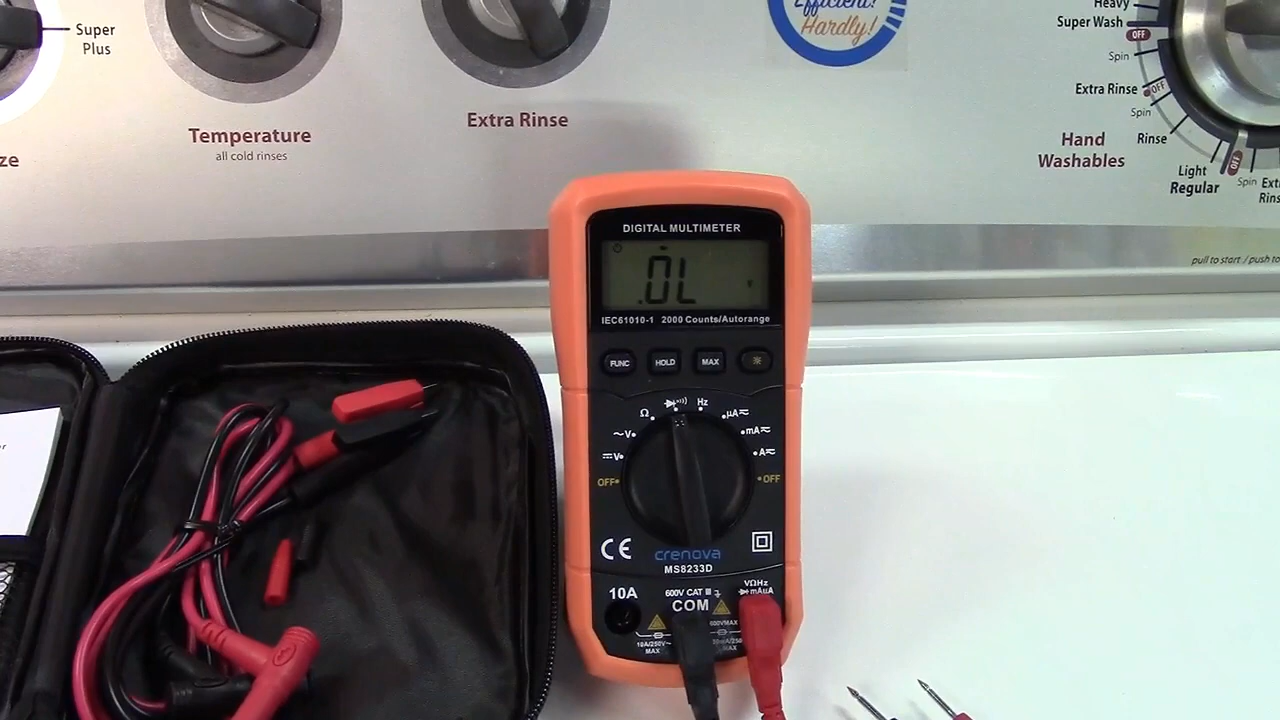 Super
Plus
Temperature
all cold rinses
Extra Rinse
ze
Efficient?
Hardly!
Heavy
Super Wash
OFF
Spin
Extra Rinse
OFF
Spin
Rinse
Hand
Washables
Light
Regular
OFF
Spin
Rins
pull to start / push to
DIGITAL MULTIMETER
.0L
IEC61010-1 2000 Counts/Autorange
FUNC
HOLD
MAX
Ω
Hz
μA
~V
mA
V
A
OFF
OFF
CE
crenova
MS8233D
10A
600V CAT III
COM
VΩHz
mAμA
600VMAX
10A/250V~
MAX
MAX